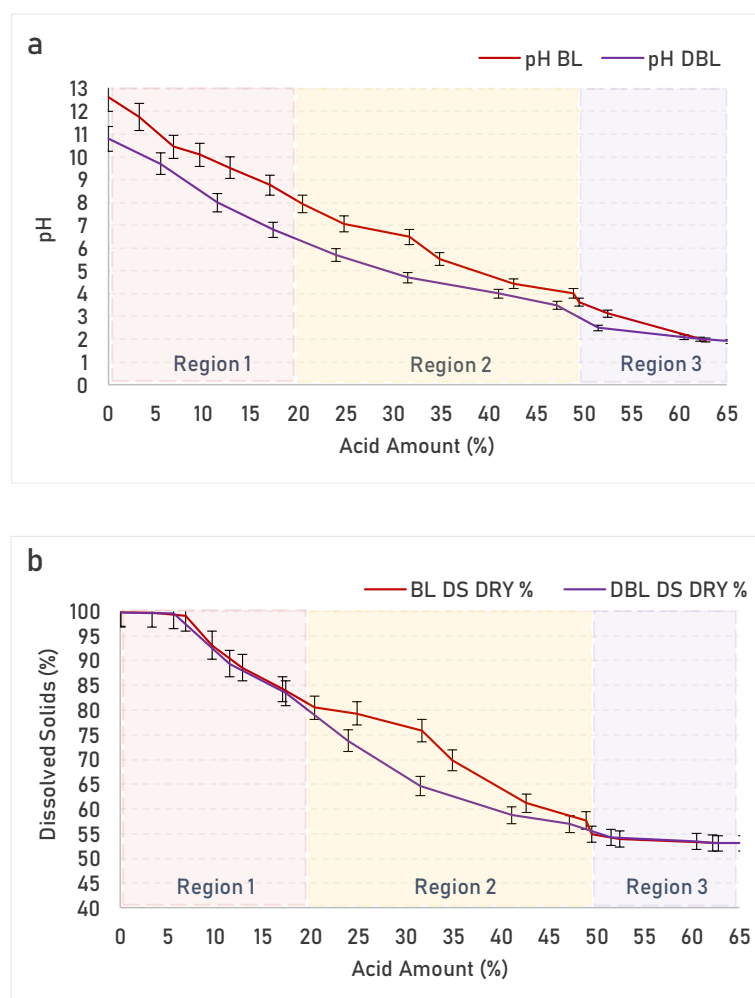 a
pH BL
pH DBL
13
12
11
10
9
8
7
6
5
4
3
2
1
0
pH
Region 1
Region 2
Region 3
0 5 10 15 20 25 30 35 40 45 50 55 60 65
Acid Amount (%)
b
BL DS DRY %
DBL DS DRY %
100
95
90
85
80
75
70
65
60
55
50
45
40
Dissolved Solids (%)
Region 1
Region 2
Region 3
0 5 10 15 20 25 30 35 40 45 50 55 60 65
Acid Amount (%)